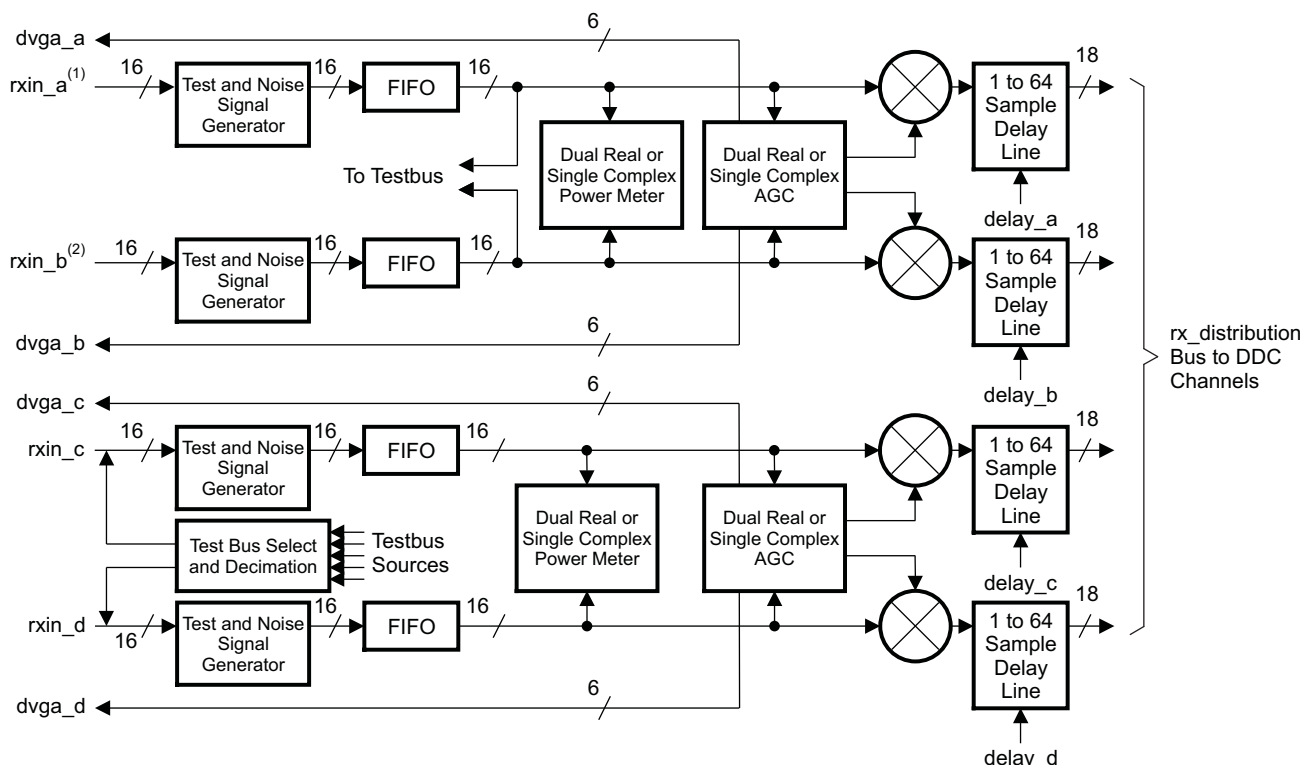 6
dvga_a
16 16 16 18
rxin_a(1)
Test and Noise
Signal
Generator
FIFO
1 to 64
Sample
Delay
Line
Dual Real or
Single Complex
Power Meter
Dual Real or
Single Complex
AGC
To Testbus
delay_a
16 16 16 18
rxin_b(2)
Test and Noise
Signal
Generator
FIFO
1 to 64
Sample
Delay
Line
6
dvga_b
delay_b
rx_distribution
Bus to DDC
Channels
6
dvga_c
16 16 16 18
rxin_c
Test and Noise
Signal
Generator
FIFO
1 to 64
Sample
Delay
Line
Dual Real or
Single Complex
Power Meter
Dual Real or
Single Complex
AGC
Test Bus Select
and Decimation
Testbus
Sources
delay_c
16 16 16 18
rxin_d
Test and Noise
Signal
Generator
FIFO
1 to 64
Sample
Delay
Line
6
dvga_d
delay_d